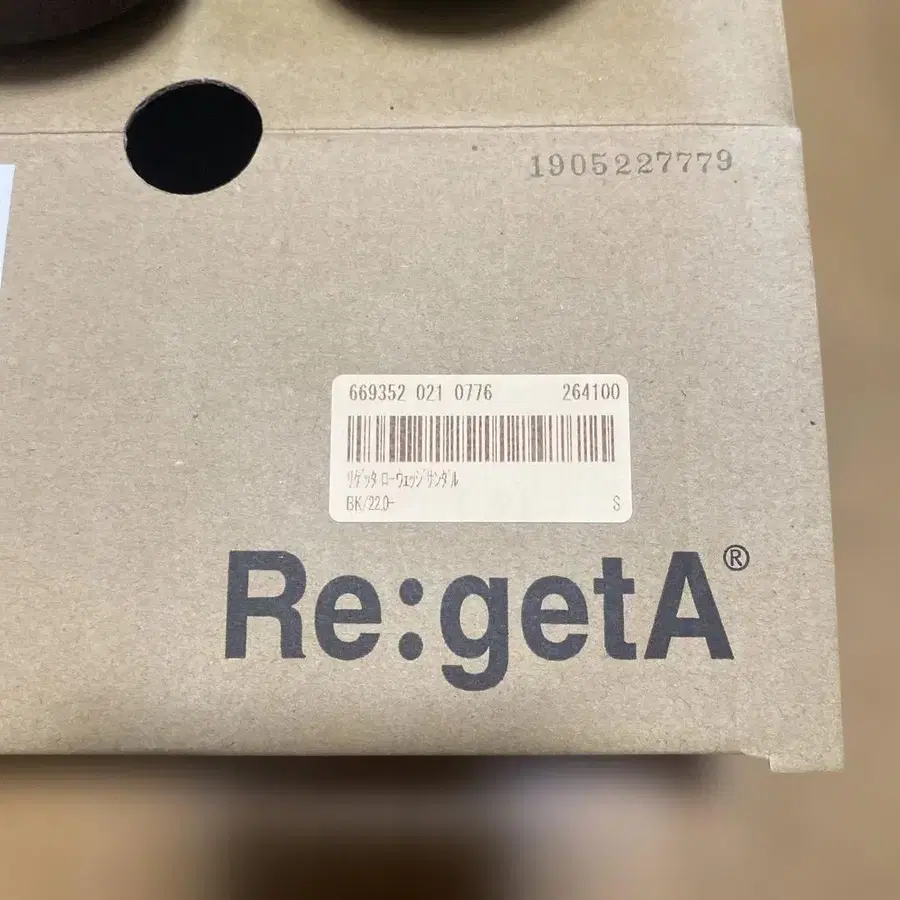 1905227779
669352 021 0776 264100
ﾘｹﾞｯﾀ ﾛｰｳｪｯｼﾞｻﾝﾀﾞﾙ
BK/22.0- S
Re:getA®